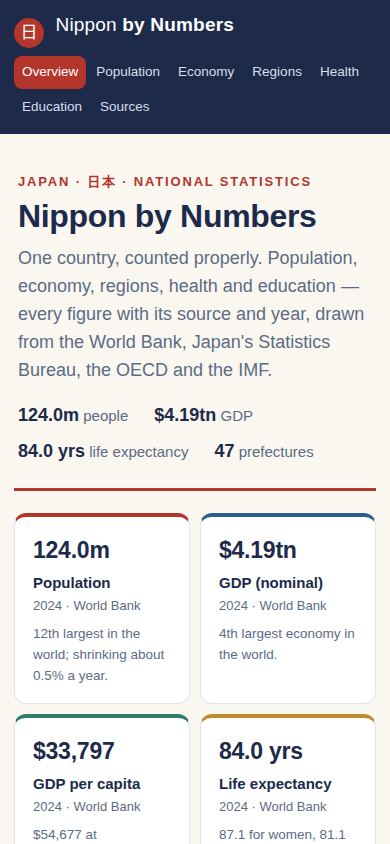 日 Nippon by Numbers
Overview Population Economy Regions Health
Education Sources
JAPAN · 日本 · NATIONAL STATISTICS
Nippon by Numbers
One country, counted properly. Population,
economy, regions, health and education —
every figure with its source and year, drawn
from the World Bank, Japan's Statistics
Bureau, the OECD and the IMF.
124.0m people $4.19tn GDP
84.0 yrs life expectancy 47 prefectures
124.0m
Population
2024 · World Bank
12th largest in the
world; shrinking about
0.5% a year.
$4.19tn
GDP (nominal)
2024 · World Bank
4th largest economy in
the world.
$33,797
GDP per capita
2024 · World Bank
$54,677 at
84.0 yrs
Life expectancy
2024 · World Bank
87.1 for women, 81.1